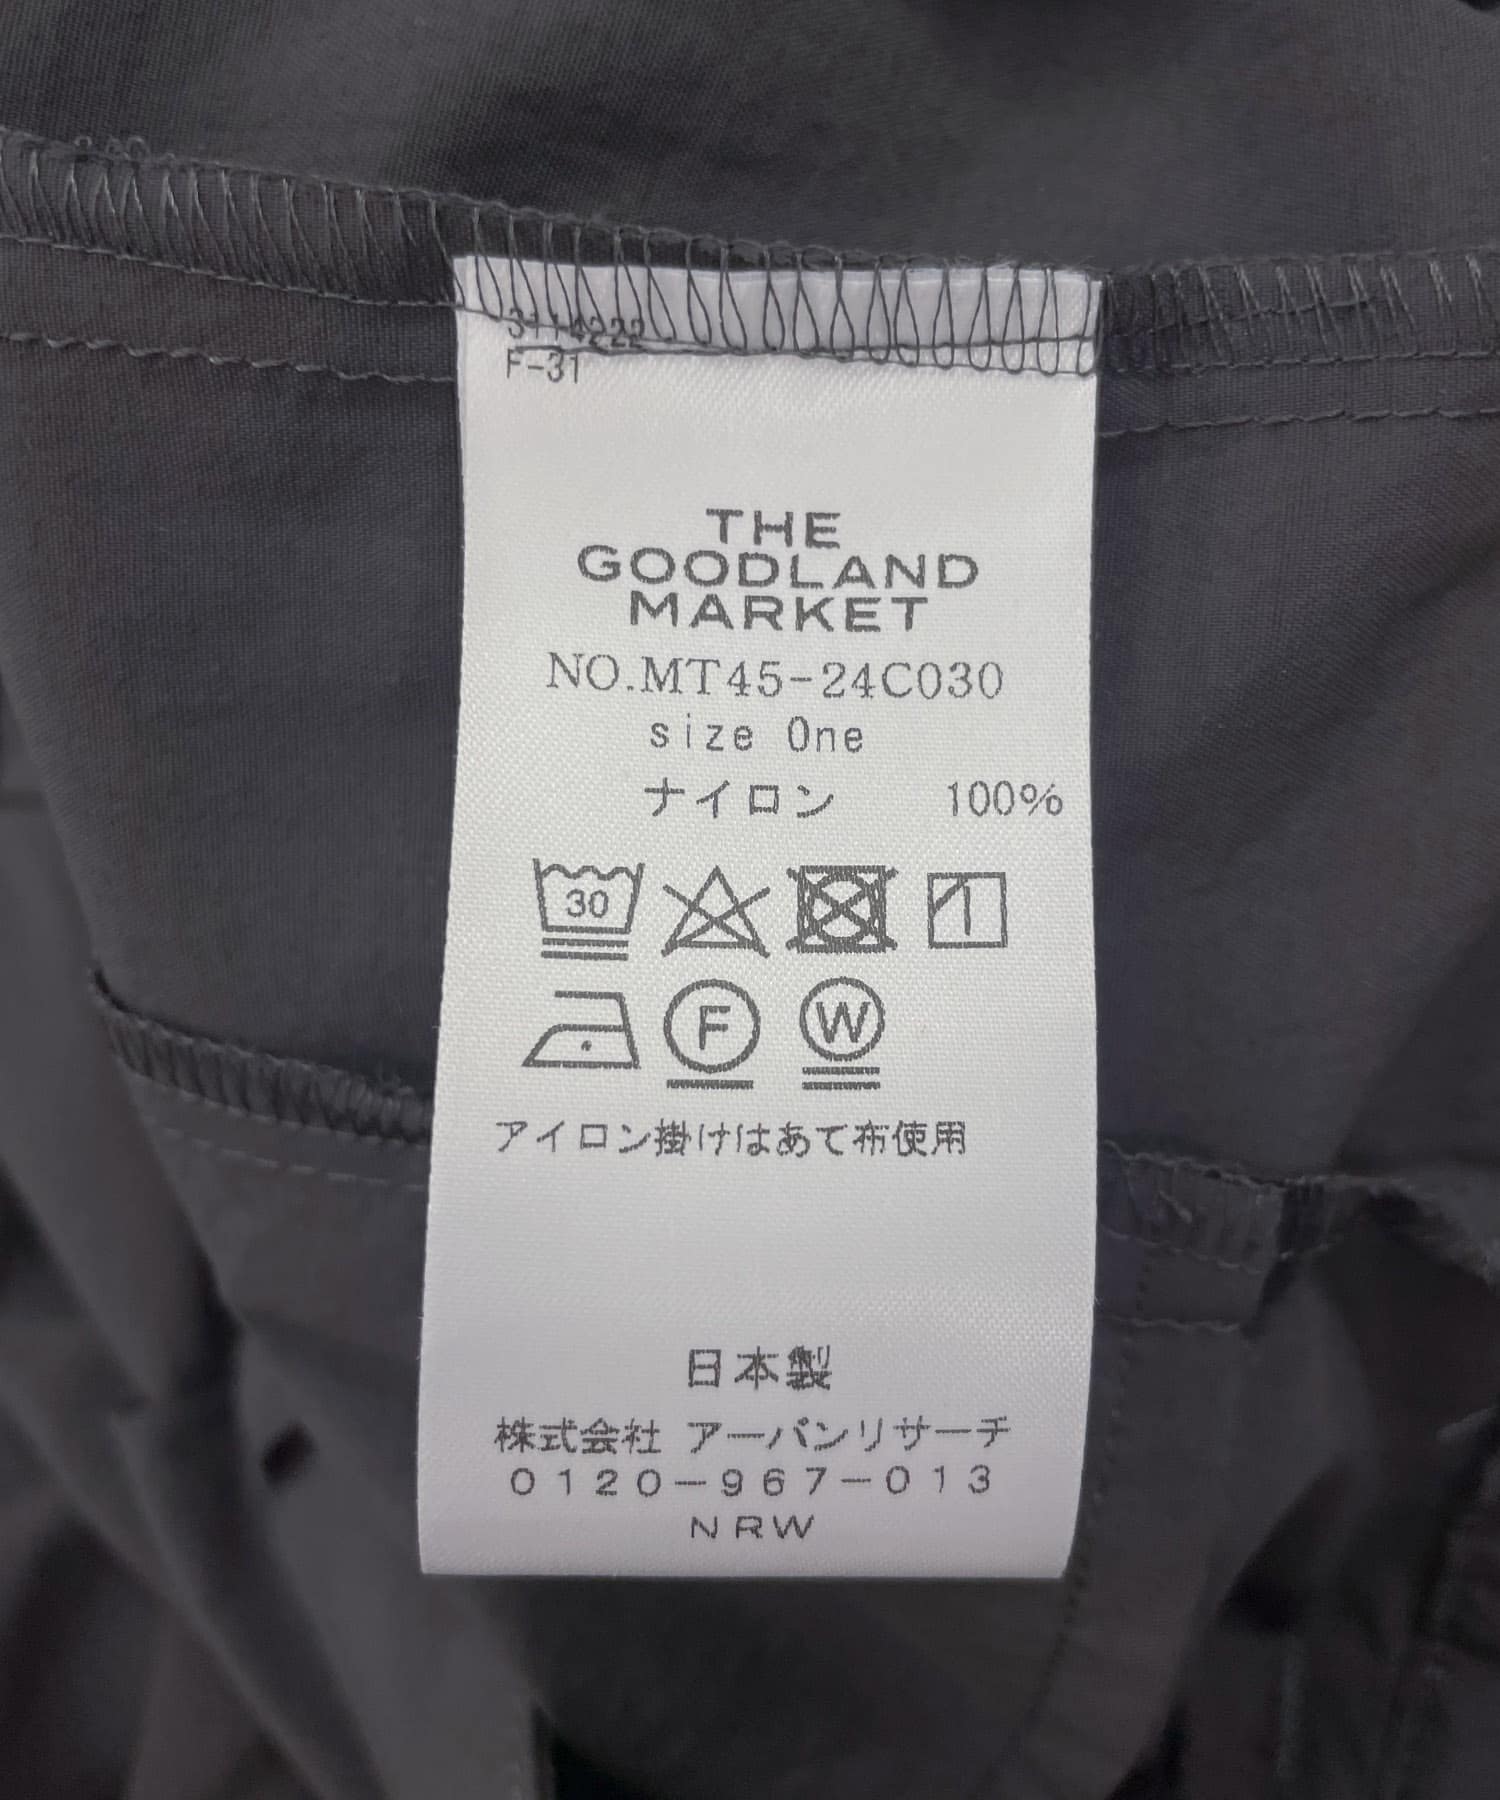 F-31
THE
GOODLAND
MARKET
NO.MT45-24C030
size One
ナイロン 100%
30
F
W
アイロン掛けはあて布使用
日本製
株式会社 アーバンリサーチ
0120-967-013
NRW